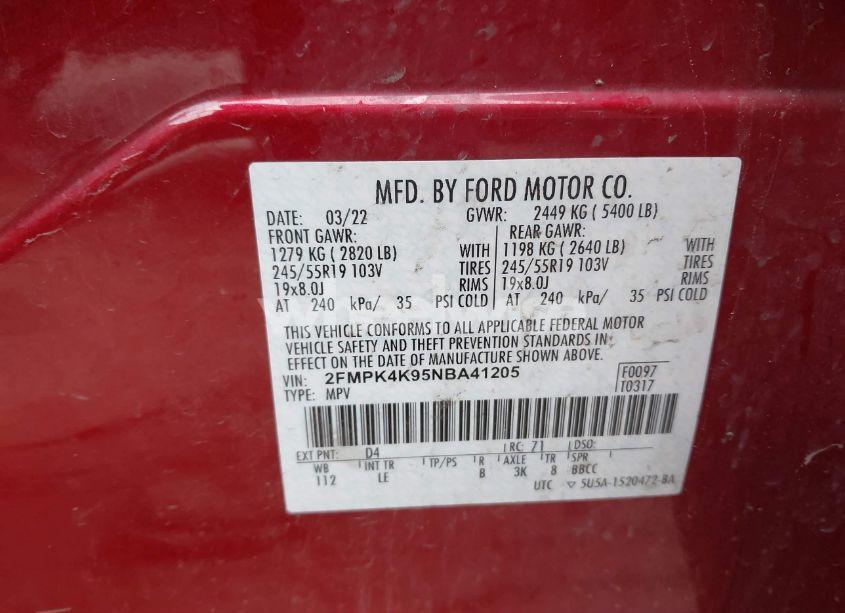 MFD. BY FORD MOTOR CO.
DATE: 03/22 GVWR: 2449 KG ( 5400 LB)
FRONT GAWR: REAR GAWR:
1279 KG ( 2820 LB) WITH 1198 KG ( 2640 LB) WITH
245/55R19 103V TIRES 245/55R19 103V TIRES
19x8.0J RIMS 19x8.0J RIMS
AT 240 kPa/ 35 PSI COLD AT 240 kPa/ 35 PSI COLD
THIS VEHICLE CONFORMS TO ALL APPLICABLE FEDERAL MOTOR
VEHICLE SAFETY AND THEFT PREVENTION STANDARDS IN
EFFECT ON THE DATE OF MANUFACTURE SHOWN ABOVE.
VIN: 2FMPK4K95NBA41205 F0097
TYPE: MPV T0317
EXT PNT: D4 RC: 71 DSO:
WB INT TR TP/PS R AXLE TR SPR
112 LE B 3K 8 BBCC
UTC ▽ 5U5A-1520472-BA